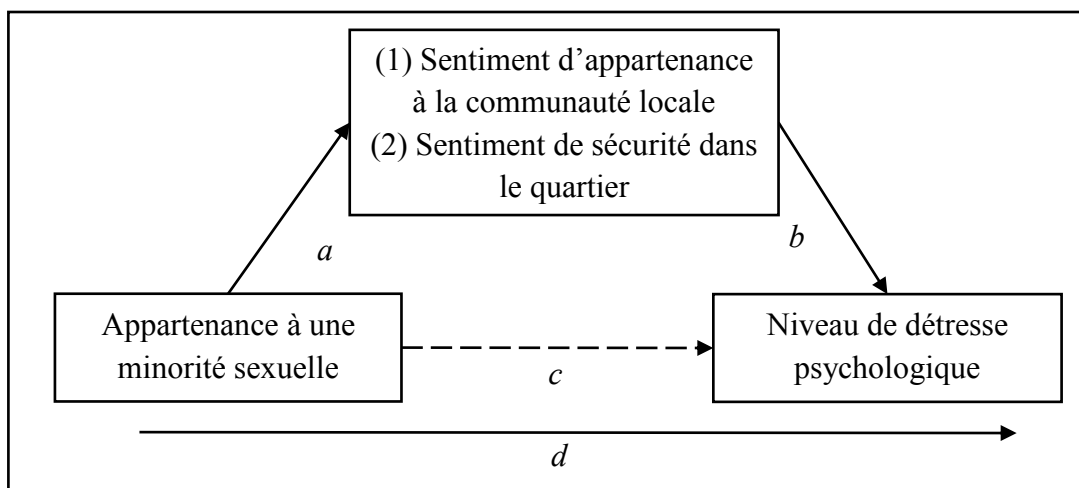 (1) Sentiment d’appartenance
à la communauté locale
(2) Sentiment de sécurité dans
le quartier
a
b
Appartenance à une
minorité sexuelle
c
Niveau de détresse
psychologique
d